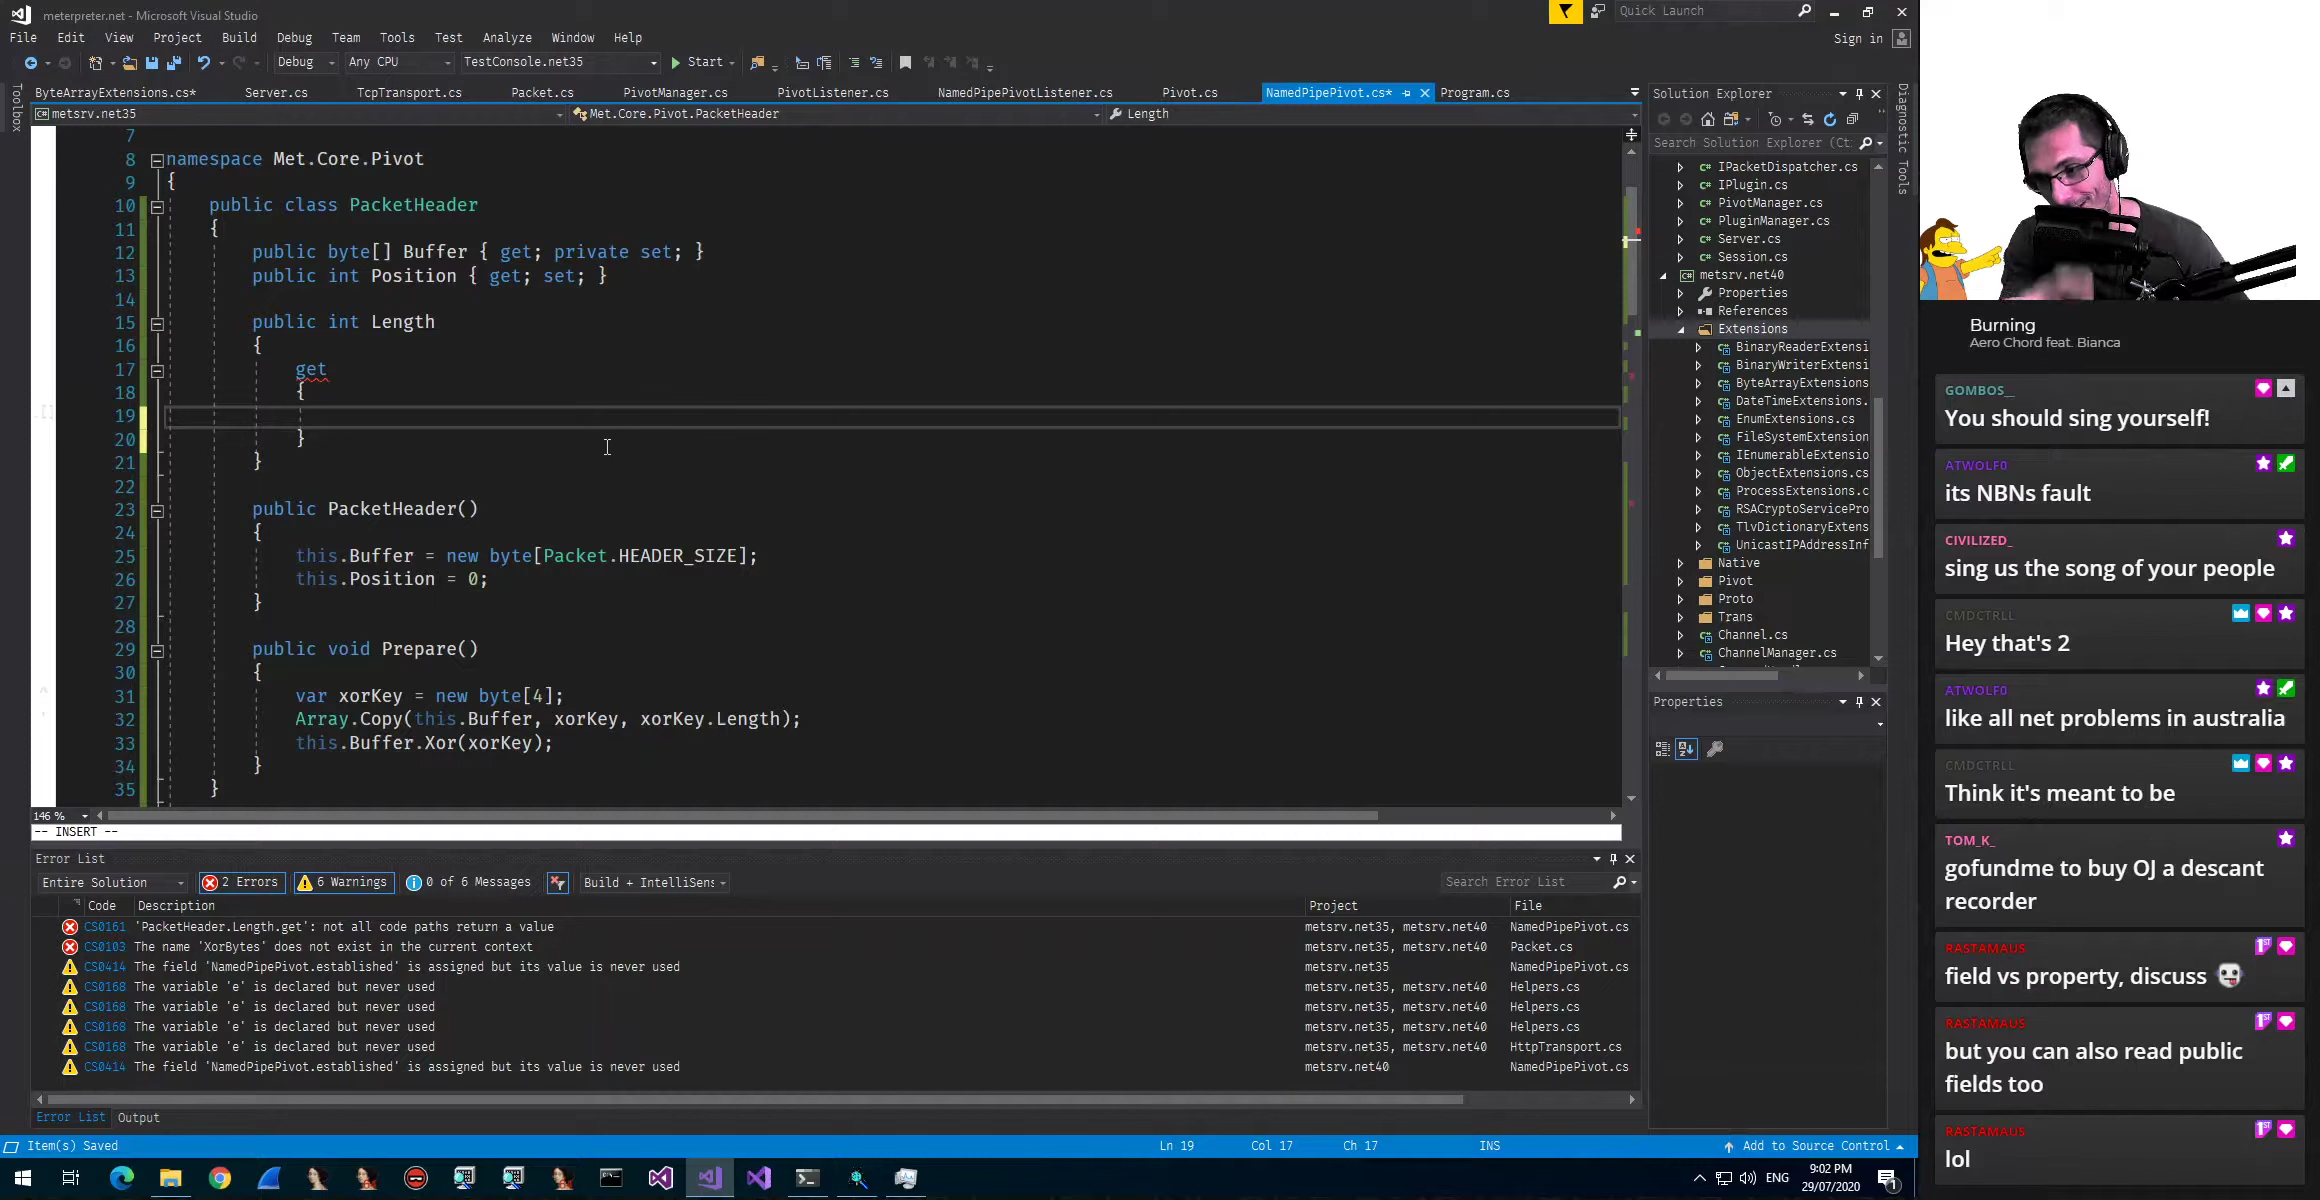 meterpreter.net - Microsoft Visual Studio
Quick Launch
File Edit View Project Build Debug Team Tools Test Analyze Window Help
Sign in
Debug Any CPU TestConsole.net35 Start
ByteArrayExtensions.cs* Server.cs TcpTransport.cs Packet.cs PivotManager.cs PivotListener.cs NamedPipePivotListener.cs Pivot.cs NamedPipePivot.cs* Program.cs
metsrv.net35 Met.Core.Pivot.PacketHeader Length
Toolbox
7
8 namespace Met.Core.Pivot
9 {
10 public class PacketHeader
11 {
12 public byte[] Buffer { get; private set; }
13 public int Position { get; set; }
14
15 public int Length
16 {
17 get
18 {
19
20 }
21 }
22
23 public PacketHeader()
24 {
25 this.Buffer = new byte[Packet.HEADER_SIZE];
26 this.Position = 0;
27 }
28
29 public void Prepare()
30 {
31 var xorKey = new byte[4];
32 Array.Copy(this.Buffer, xorKey, xorKey.Length);
33 this.Buffer.Xor(xorKey);
34 }
35 }
146 %
-- INSERT --
Solution Explorer
Search Solution Explorer (Ct
IPacketDispatcher.cs
IPlugin.cs
PivotManager.cs
PluginManager.cs
Server.cs
Session.cs
metsrv.net40
Properties
References
Extensions
BinaryReaderExtensi
BinaryWriterExtensi
ByteArrayExtensions
DateTimeExtensions.
EnumExtensions.cs
FileSystemExtension
IEnumerableExtensio
ObjectExtensions.cs
ProcessExtensions.c
RSACryptoServicePro
TlvDictionaryExtens
UnicastIPAddressInf
Native
Pivot
Proto
Trans
Channel.cs
ChannelManager.cs
Properties
Diagnostic Tools
Error List
Entire Solution 2 Errors 6 Warnings 0 of 6 Messages Build + IntelliSens Search Error List
Code Description Project File
CS0161 'PacketHeader.Length.get': not all code paths return a value metsrv.net35, metsrv.net40 NamedPipePivot.cs
CS0103 The name 'XorBytes' does not exist in the current context metsrv.net35, metsrv.net40 Packet.cs
CS0414 The field 'NamedPipePivot.established' is assigned but its value is never used metsrv.net35 NamedPipePivot.cs
CS0168 The variable 'e' is declared but never used metsrv.net35, metsrv.net40 Helpers.cs
CS0168 The variable 'e' is declared but never used metsrv.net35, metsrv.net40 Helpers.cs
CS0168 The variable 'e' is declared but never used metsrv.net35, metsrv.net40 Helpers.cs
CS0168 The variable 'e' is declared but never used metsrv.net35, metsrv.net40 HttpTransport.cs
CS0414 The field 'NamedPipePivot.established' is assigned but its value is never used metsrv.net40 NamedPipePivot.cs
Error List Output
Item(s) Saved Ln 19 Col 17 Ch 17 INS Add to Source Control
ENG 9:02 PM
29/07/2020
1
Burning
Aero Chord feat. Bianca
GOMBOS__
You should sing yourself!
ATWOLF0
its NBNs fault
CIVILIZED_
sing us the song of your people
CMDCTRLL
Hey that's 2
ATWOLF0
like all net problems in australia
CMDCTRLL
Think it's meant to be
TOM_K_
gofundme to buy OJ a descant
recorder
RASTAMAUS
field vs property, discuss
RASTAMAUS
but you can also read public
fields too
RASTAMAUS
lol